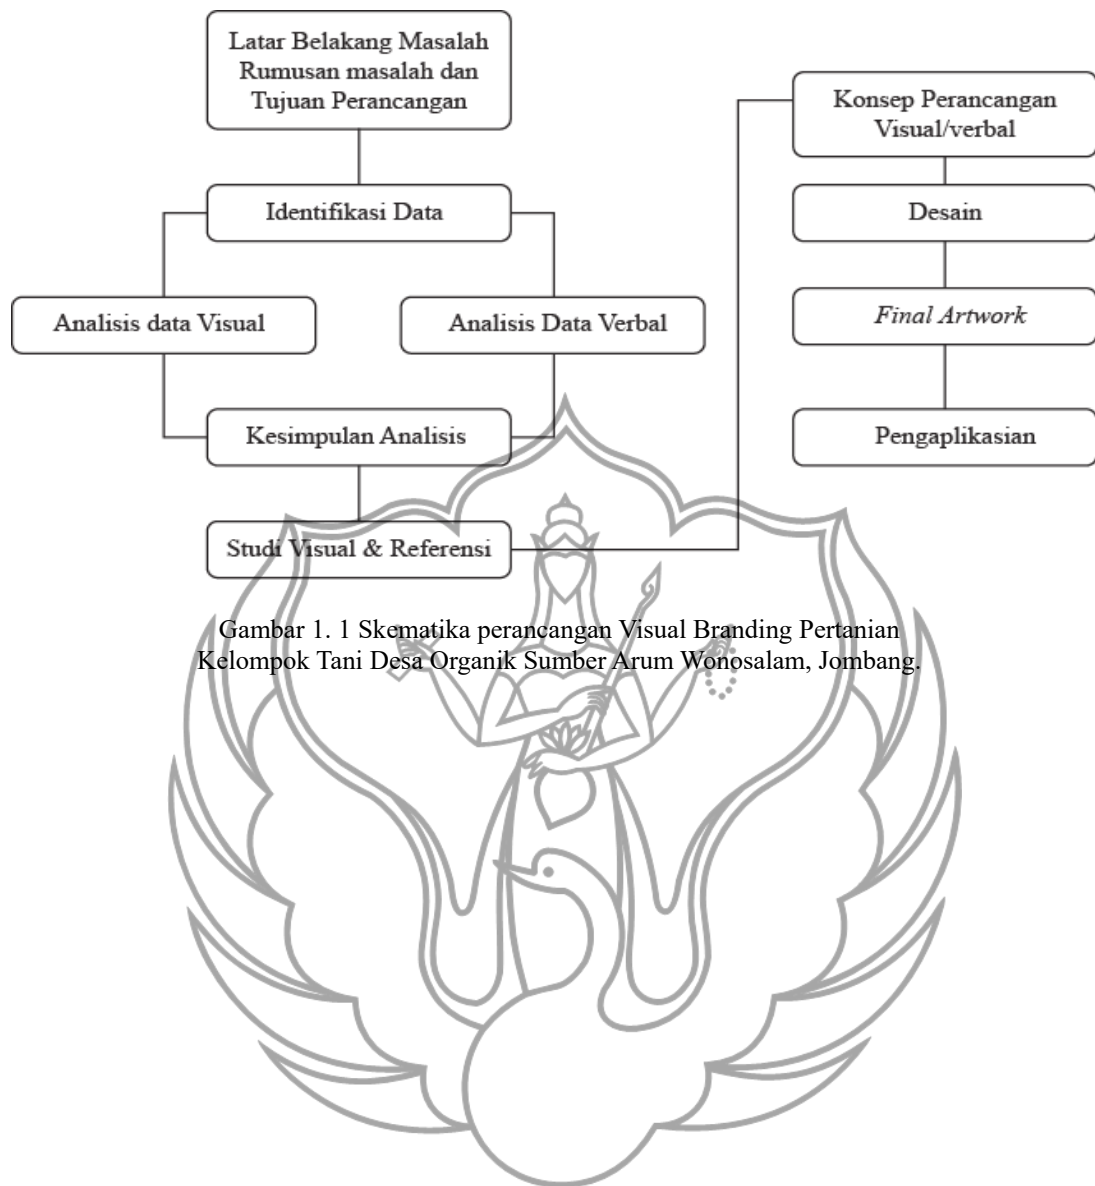 Latar Belakang Masalah
Rumusan masalah dan
Tujuan Perancangan
Identifikasi Data
Analisis data Visual
Analisis Data Verbal
Kesimpulan Analisis
Studi Visual & Referensi
Konsep Perancangan
Visual/verbal
Desain
Final Artwork
Pengaplikasian
Gambar 1. 1 Skematika perancangan Visual Branding Pertanian
Kelompok Tani Desa Organik Sumber Arum Wonosalam, Jombang.